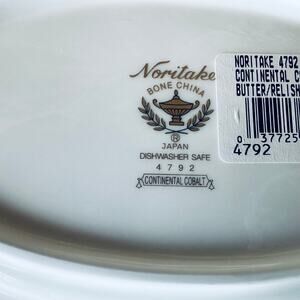 Noritake
BONE CHINA
®
JAPAN
DISHWASHER SAFE
4792
CONTINENTAL COBALT
NORITAKE 4792
CONTINENTAL C
BUTTER/RELISH
0 37725
4792